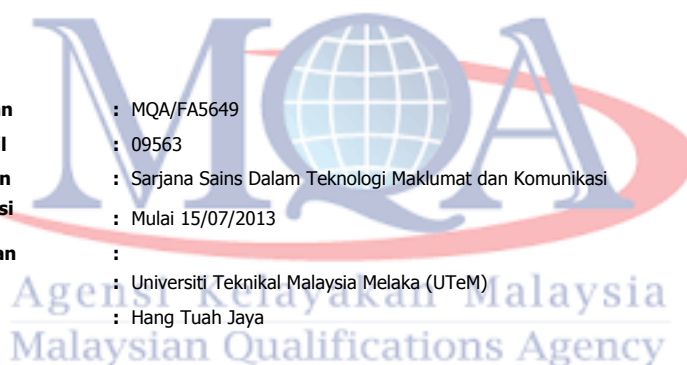 MQA
an : MQA/FA5649
l : 09563
n : Sarjana Sains Dalam Teknologi Maklumat dan Komunikasi
si : Mulai 15/07/2013
an :
: Universiti Teknikal Malaysia Melaka (UTeM)
Agensi Kelayakan Malaysia
: Hang Tuah Jaya
Malaysian Qualifications Agency